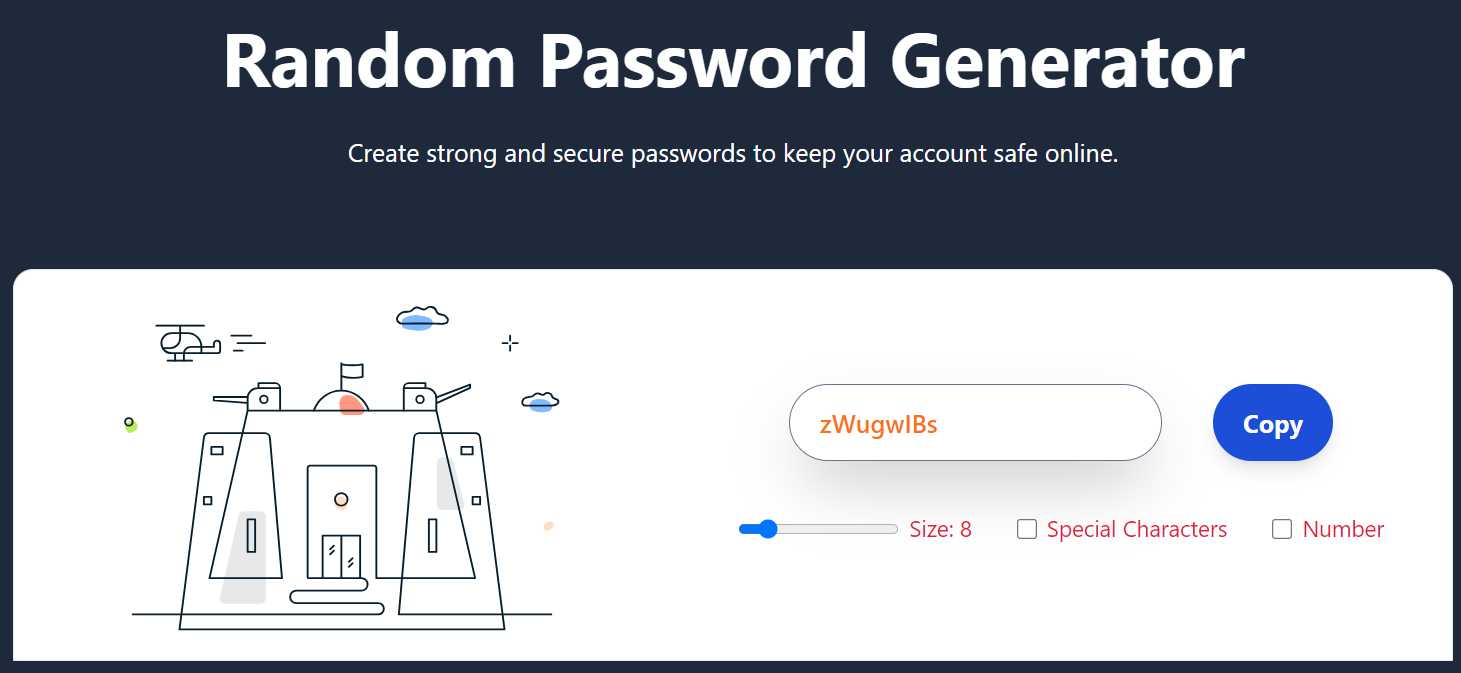 Random Password Generator
Create strong and secure passwords to keep your account safe online.
zWugwIBs
Copy
Size: 8
Special Characters
Number